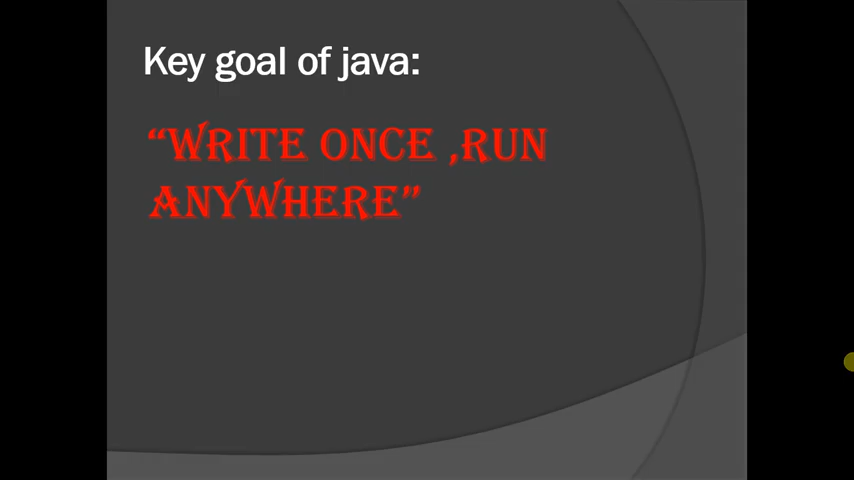 Key goal of java:
“WRITE ONCE ,RUN
ANYWHERE”